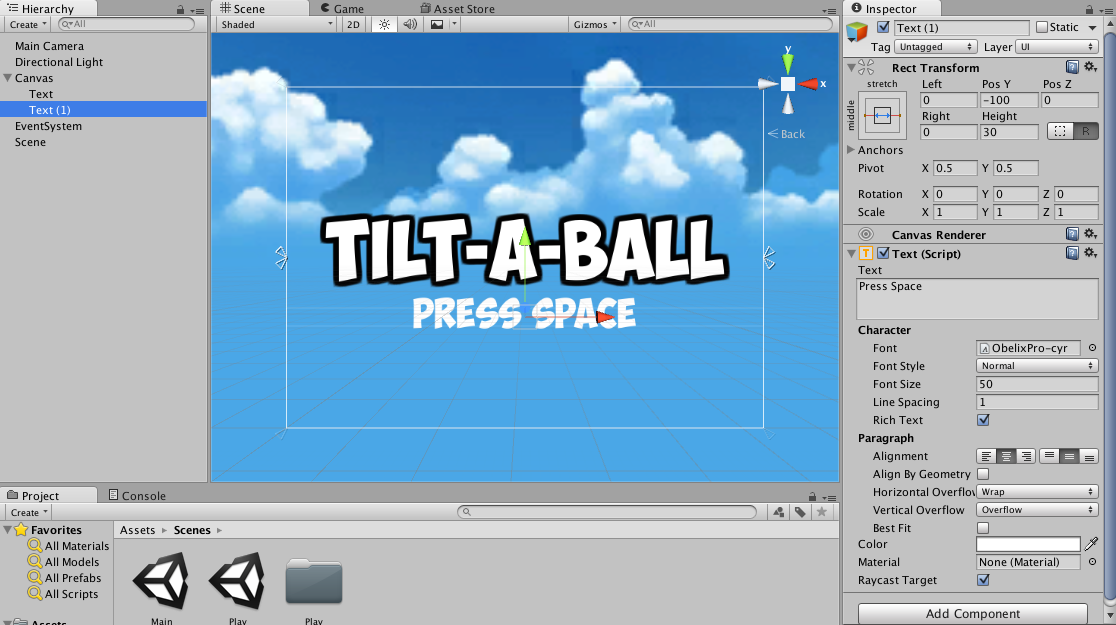 Hierarchy
Create
All
Main Camera
Directional Light
Canvas
Text
Text (1)
EventSystem
Scene
Scene
Game
Asset Store
Shaded
2D
Gizmos
All
y
x
Back
TILT-A-BALL
PRESS SPACE
Project
Console
Create
Favorites
All Materials
All Models
All Prefabs
All Scripts
Assets
Assets
Scenes
Main
Play
Play
Inspector
Text (1)
Static
Tag Untagged Layer UI
Rect Transform
stretch
middle
Left Pos Y Pos Z
0 -100 0
Right Height
0 30
R
Anchors
Pivot X 0.5 Y 0.5
Rotation X 0 Y 0 Z 0
Scale X 1 Y 1 Z 1
Canvas Renderer
T
Text (Script)
Text
Press Space
Character
Font ObelixPro-cyr
Font Style Normal
Font Size 50
Line Spacing 1
Rich Text
Paragraph
Alignment
Align By Geometry
Horizontal Overflow Wrap
Vertical Overflow Overflow
Best Fit
Color
Material None (Material)
Raycast Target
Add Component